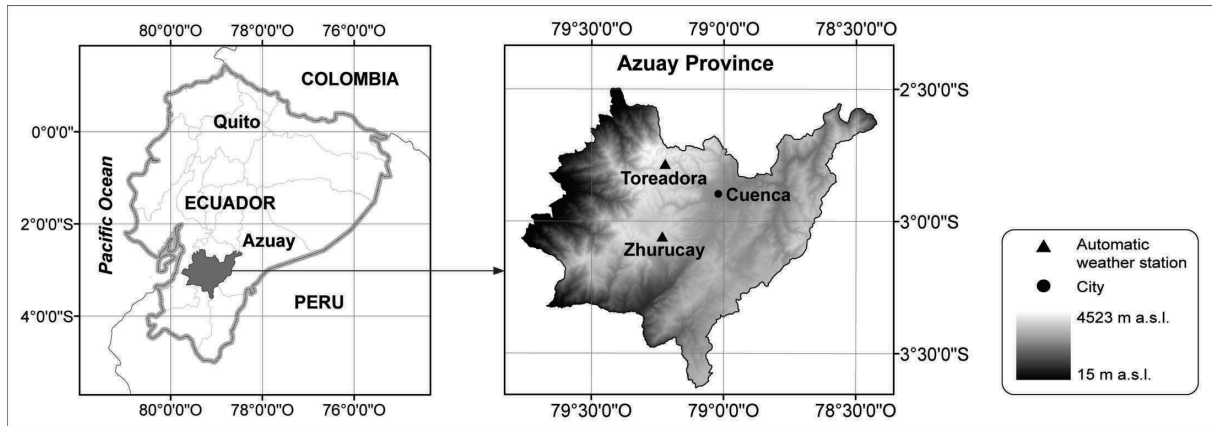 80°0'0"O 78°0'0"O 76°0'0"O
COLOMBIA
Quito
0°0'0"
Pacific Ocean
ECUADOR
2°0'0"S
Azuay
PERU
4°0'0"S
80°0'0"O 78°0'0"O 76°0'0"O
79°30'0"O 79°0'0"O 78°30'0"O
Azuay Province
2°30'0"S
Toreadora
Cuenca
3°0'0"S
Zhurucay
3°30'0"S
79°30'0"O 79°0'0"O 78°30'0"O
Automatic
weather station
City
4523 m a.s.l.
15 m a.s.l.